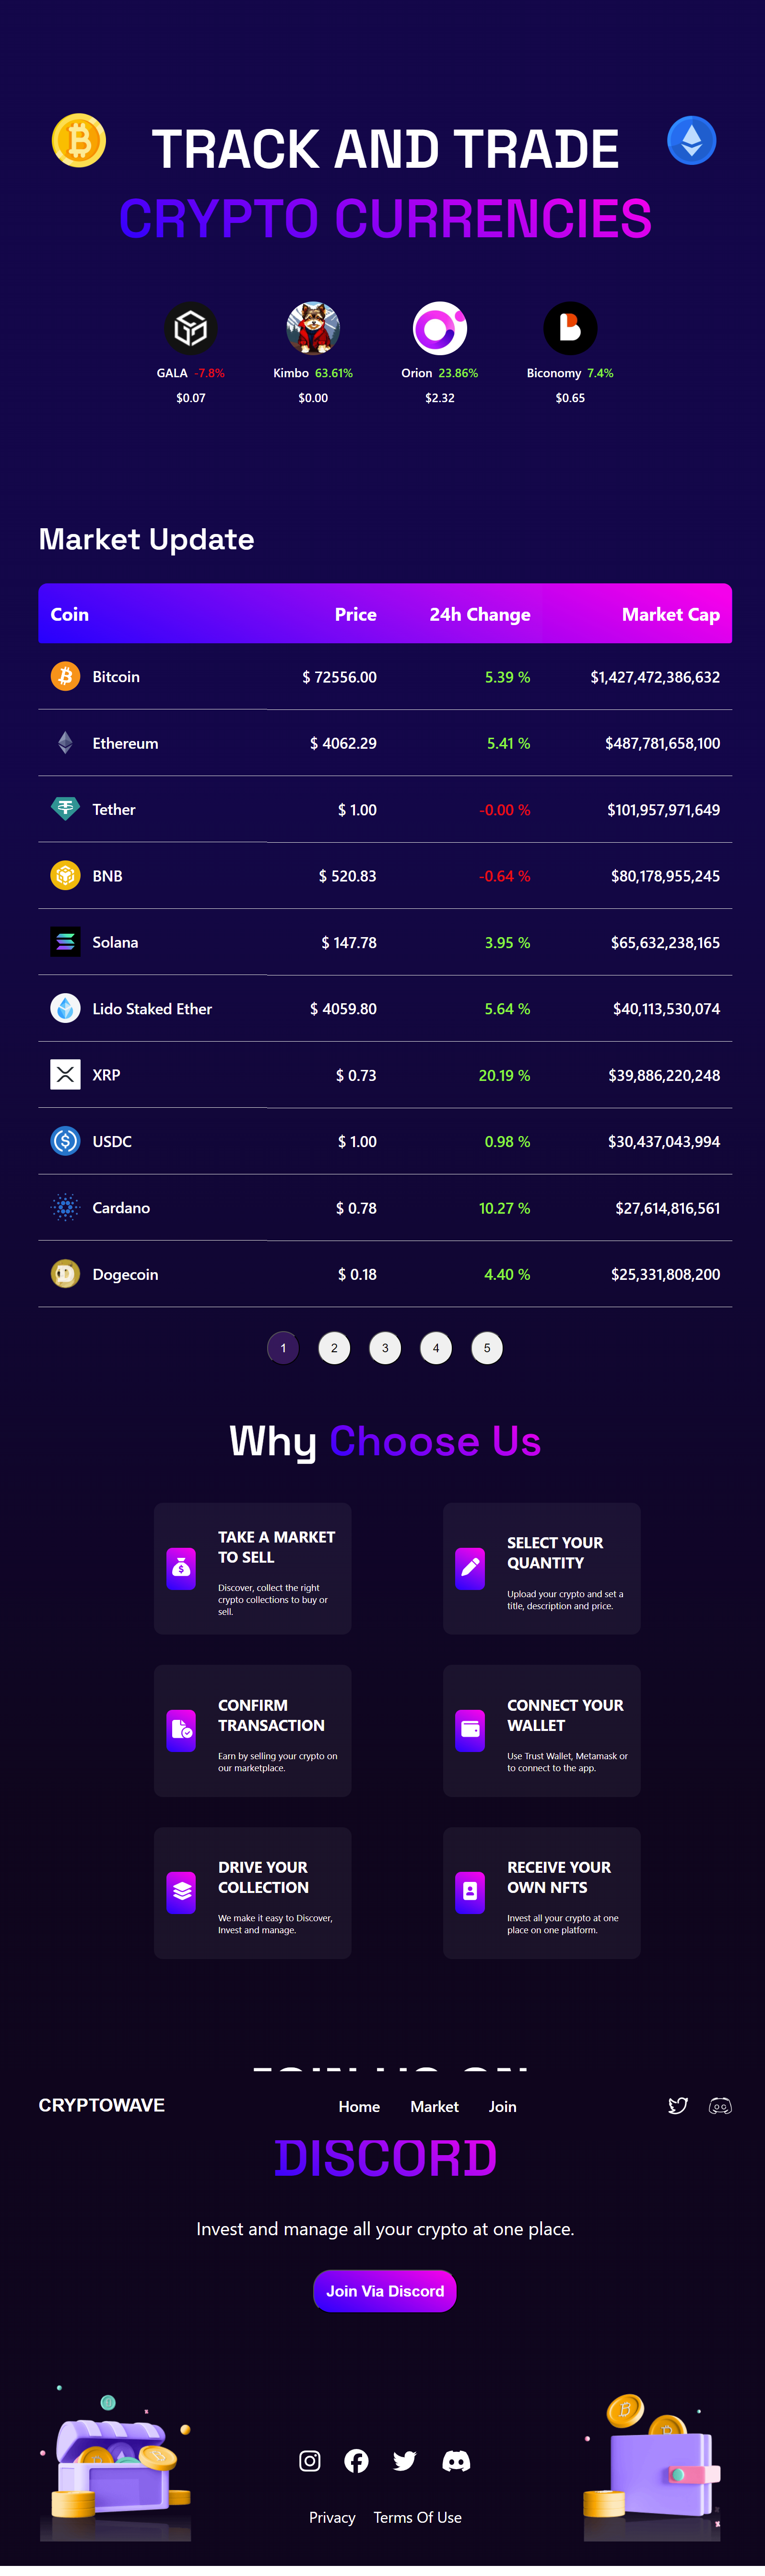 TRACK AND TRADE
CRYPTO CURRENCIES
GALA -7.8%
$0.07
Kimbo 63.61%
$0.00
Orion 23.86%
$2.32
Biconomy 7.4%
$0.65
Market Update
Coin Price 24h Change Market Cap
Bitcoin $ 72556.00 5.39 % $1,427,472,386,632
Ethereum $ 4062.29 5.41 % $487,781,658,100
Tether $ 1.00 -0.00 % $101,957,971,649
BNB $ 520.83 -0.64 % $80,178,955,245
Solana $ 147.78 3.95 % $65,632,238,165
Lido Staked Ether $ 4059.80 5.64 % $40,113,530,074
XRP $ 0.73 20.19 % $39,886,220,248
USDC $ 1.00 0.98 % $30,437,043,994
Cardano $ 0.78 10.27 % $27,614,816,561
Dogecoin $ 0.18 4.40 % $25,331,808,200
1 2 3 4 5
Why Choose Us
TAKE A MARKET
TO SELL
Discover, collect the right
crypto collections to buy or
sell.
SELECT YOUR
QUANTITY
Upload your crypto and set a
title, description and price.
CONFIRM
TRANSACTION
Earn by selling your crypto on
our marketplace.
CONNECT YOUR
WALLET
Use Trust Wallet, Metamask or
to connect to the app.
DRIVE YOUR
COLLECTION
We make it easy to Discover,
Invest and manage.
RECEIVE YOUR
OWN NFTS
Invest all your crypto at one
place on one platform.
JOIN US ON
CRYPTOWAVE Home Market Join
DISCORD
Invest and manage all your crypto at one place.
Join Via Discord
Privacy Terms Of Use